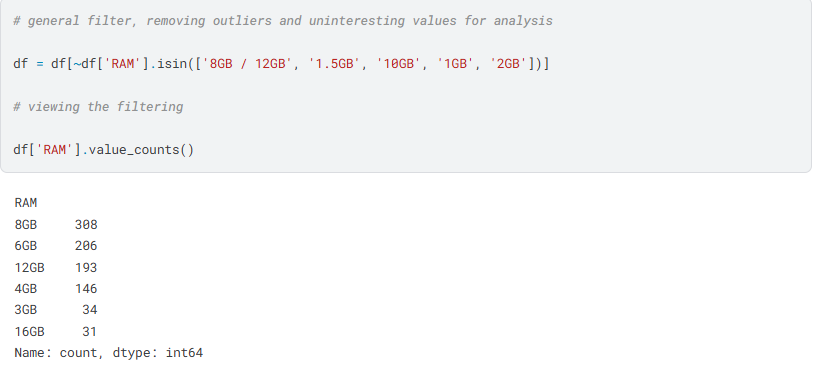 # general filter, removing outliers and uninteresting values for analysis
df = df[~df['RAM'].isin(['8GB / 12GB', '1.5GB', '10GB', '1GB', '2GB'])]
# viewing the filtering
df['RAM'].value_counts()
RAM
8GB     308
6GB     206
12GB    193
4GB     146
3GB      34
16GB     31
Name: count, dtype: int64